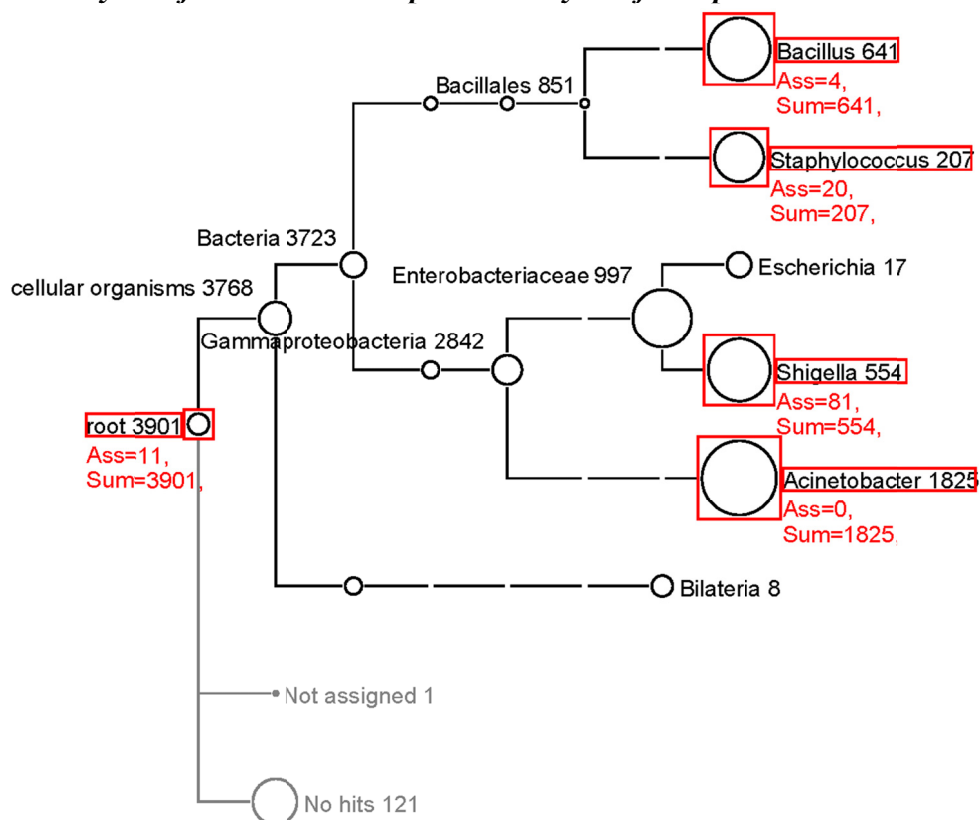 Bacillus 641
Ass=4,
Sum=641,
Bacillales 851
Staphylococcus 207
Ass=20,
Sum=207,
Bacteria 3723
Escherichia 17
Enterobacteriaceae 997
cellular organisms 3768
Gammaproteobacteria 2842
Shigella 554
Ass=81,
Sum=554,
root 3901
Ass=11,
Sum=3901,
Acinetobacter 1825
Ass=0,
Sum=1825,
Bilateria 8
Not assigned 1
No hits 121